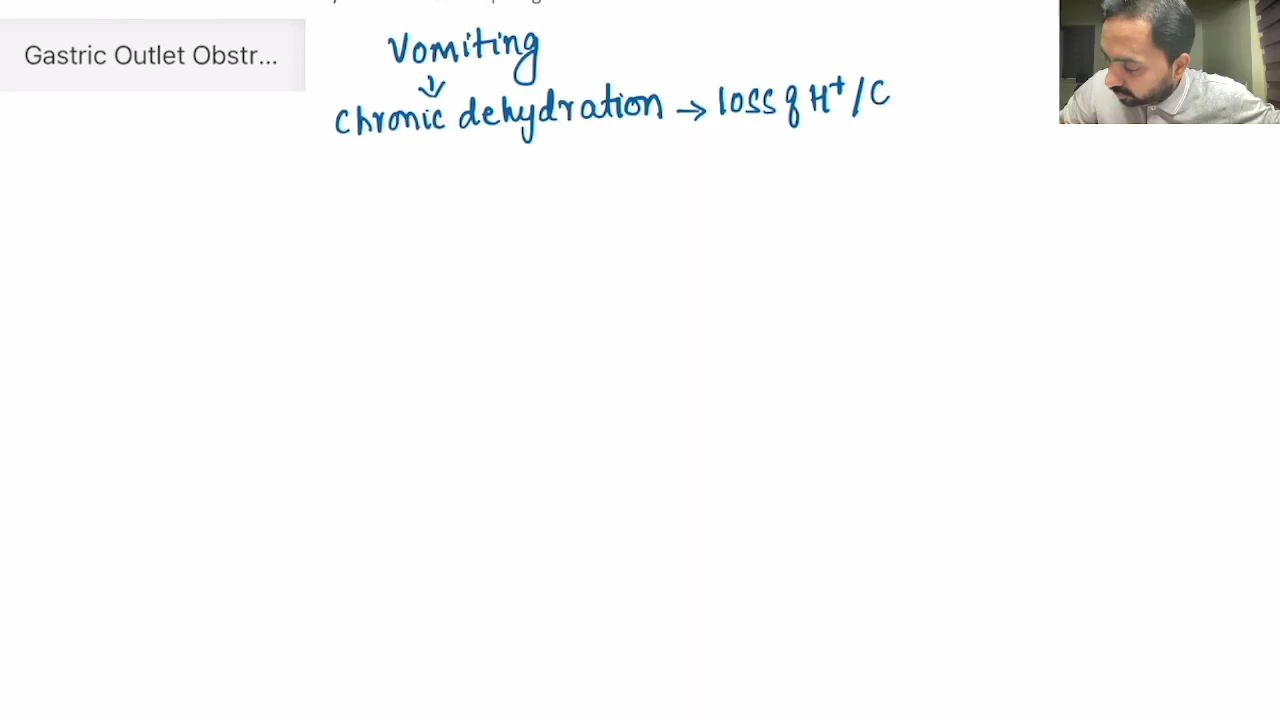 Gastric Outlet Obstr...
Vomiting
↓
Chronic dehydration → loss of H⁺/C